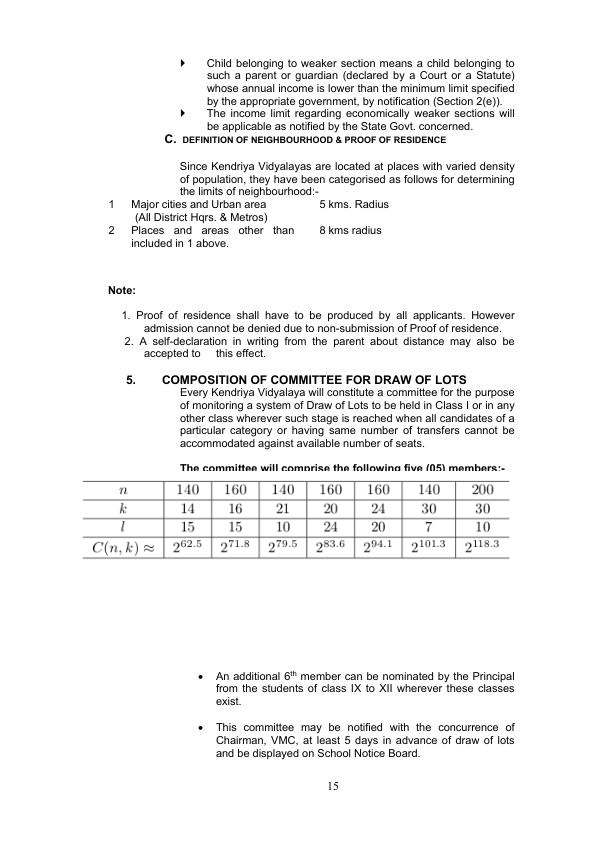 Child belonging to weaker section means a child belonging to
such a parent or guardian (declared by a Court or a Statute)
whose annual income is lower than the minimum limit specified
by the appropriate government, by notification (Section 2(e)).
The income limit regarding economically weaker sections will
be applicable as notified by the State Govt. concerned.
C. DEFINITION OF NEIGHBOURHOOD & PROOF OF RESIDENCE
Since Kendriya Vidyalayas are located at places with varied density
of population, they have been categorised as follows for determining
the limits of neighbourhood:-
1 Major cities and Urban area 5 kms. Radius
(All District Hqrs. & Metros)
2 Places and areas other than 8 kms radius
included in 1 above.
Note:
1. Proof of residence shall have to be produced by all applicants. However
admission cannot be denied due to non-submission of Proof of residence.
2. A self-declaration in writing from the parent about distance may also be
accepted to this effect.
5. COMPOSITION OF COMMITTEE FOR DRAW OF LOTS
Every Kendriya Vidyalaya will constitute a committee for the purpose
of monitoring a system of Draw of Lots to be held in Class I or in any
other class wherever such stage is reached when all candidates of a
particular category or having same number of transfers cannot be
accommodated against available number of seats.
The committee will comprise the following five (05) members:-
n 140 160 140 160 160 140 200
k 14 16 21 20 24 30 30
l 15 15 10 24 20 7 10
C(n, k) ≈ 2^62.5 2^71.8 2^79.5 2^83.6 2^94.1 2^101.3 2^118.3
• An additional 6th member can be nominated by the Principal
from the students of class IX to XII wherever these classes
exist.
• This committee may be notified with the concurrence of
Chairman, VMC, at least 5 days in advance of draw of lots
and be displayed on School Notice Board.
15